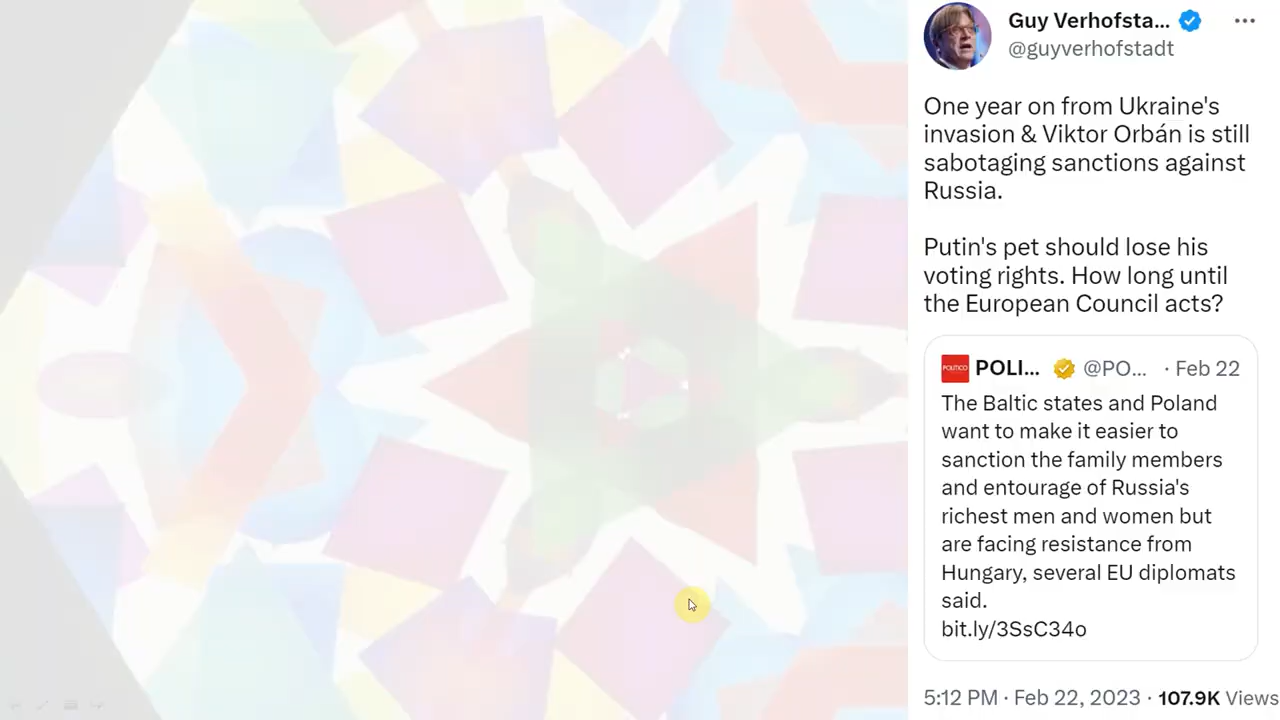 Guy Verhofsta...
@guyverhofstadt
One year on from Ukraine's
invasion & Viktor Orbán is still
sabotaging sanctions against
Russia.
Putin's pet should lose his
voting rights. How long until
the European Council acts?
POLITICO
POLI... @PO... · Feb 22
The Baltic states and Poland
want to make it easier to
sanction the family members
and entourage of Russia's
richest men and women but
are facing resistance from
Hungary, several EU diplomats
said.
bit.ly/3SsC34o
5:12 PM · Feb 22, 2023 · 107.9K Views